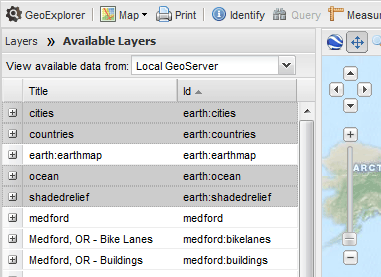 GeoExplorer Map Print Identify Query Measur
Layers » Available Layers
View available data from: Local GeoServer
Title Id
cities earth:cities
countries earth:countries
earth:earthmap earth:earthmap
ocean earth:ocean
shadedrelief earth:shadedrelief
medford medford
Medford, OR - Bike Lanes medford:bikelanes
Medford, OR - Buildings medford:buildings
ARCT